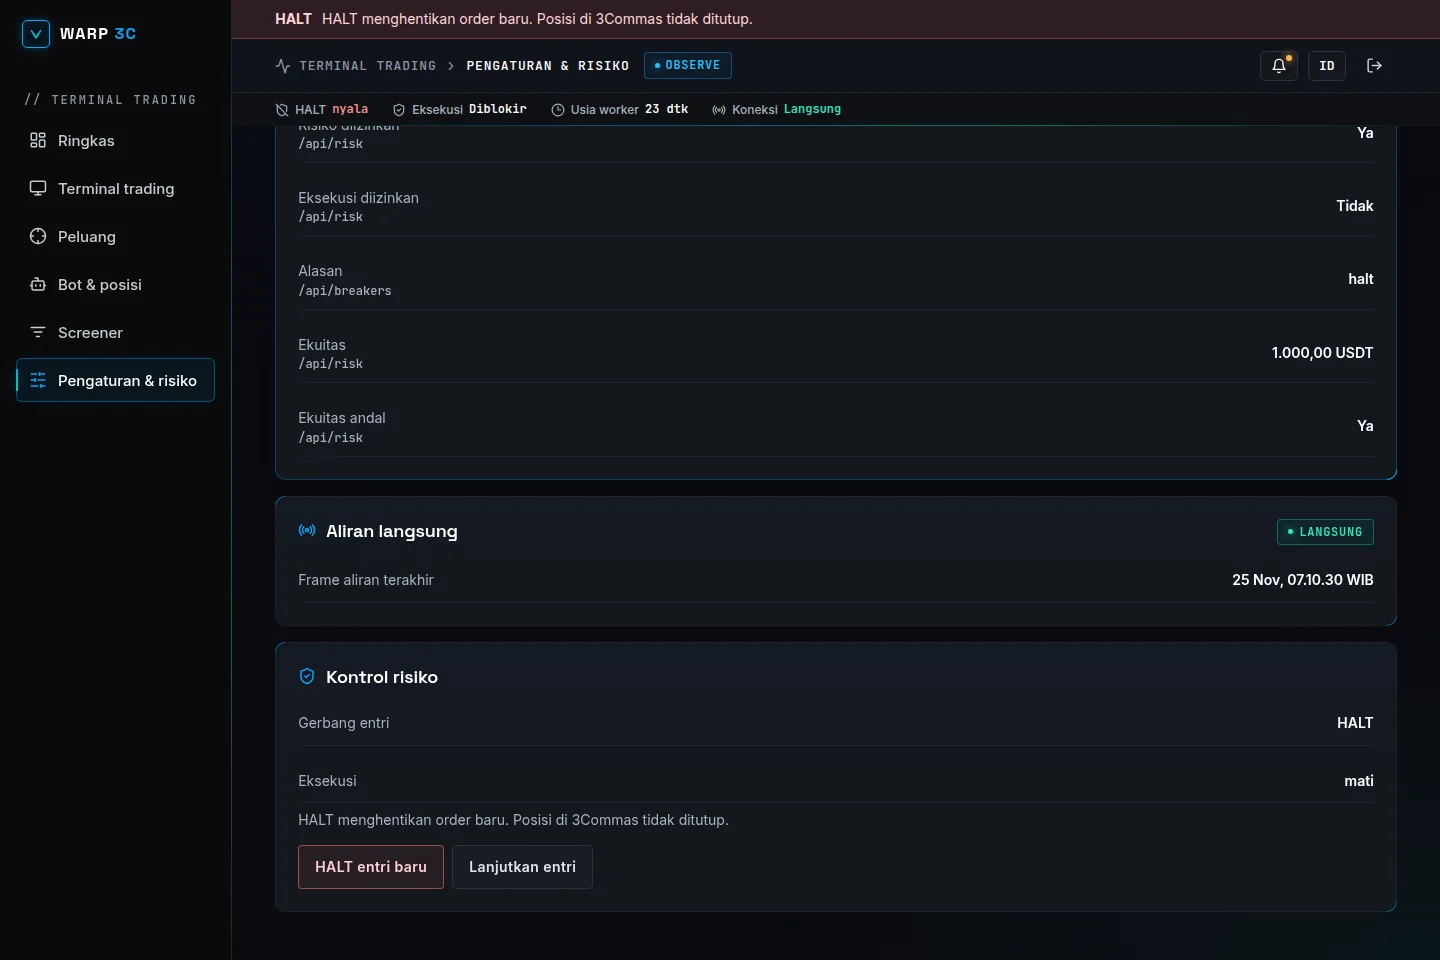 WARP 3C
// TERMINAL TRADING
Ringkas
Terminal trading
Peluang
Bot & posisi
Screener
Pengaturan & risiko
HALT HALT menghentikan order baru. Posisi di 3Commas tidak ditutup.
TERMINAL TRADING > PENGATURAN & RISIKO OBSERVE ID
HALT nyala Eksekusi Diblokir Usia worker 23 dtk Koneksi Langsung
Risiko diizinkan Ya
/api/risk
Eksekusi diizinkan Tidak
/api/risk
Alasan halt
/api/breakers
Ekuitas 1.000,00 USDT
/api/risk
Ekuitas andal Ya
/api/risk
Aliran langsung LANGSUNG
Frame aliran terakhir 25 Nov, 07.10.30 WIB
Kontrol risiko
Gerbang entri HALT
Eksekusi mati
HALT menghentikan order baru. Posisi di 3Commas tidak ditutup.
HALT entri baru Lanjutkan entri